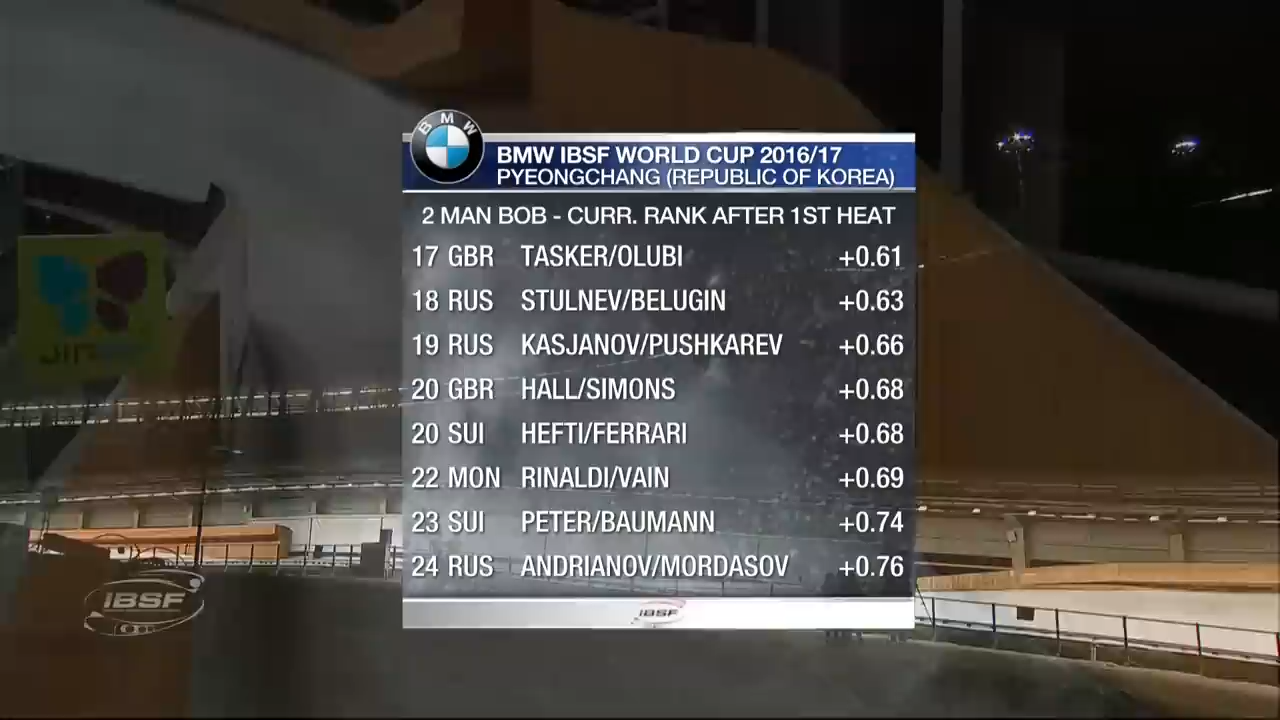 BMW
BMW IBSF WORLD CUP 2016/17
PYEONGCHANG (REPUBLIC OF KOREA)
2 MAN BOB - CURR. RANK AFTER 1ST HEAT
17 GBR TASKER/OLUBI +0.61
18 RUS STULNEV/BELUGIN +0.63
19 RUS KASJANOV/PUSHKAREV +0.66
20 GBR HALL/SIMONS +0.68
20 SUI HEFTI/FERRARI +0.68
22 MON RINALDI/VAIN +0.69
23 SUI PETER/BAUMANN +0.74
24 RUS ANDRIANOV/MORDASOV +0.76
IBSF
IBSF